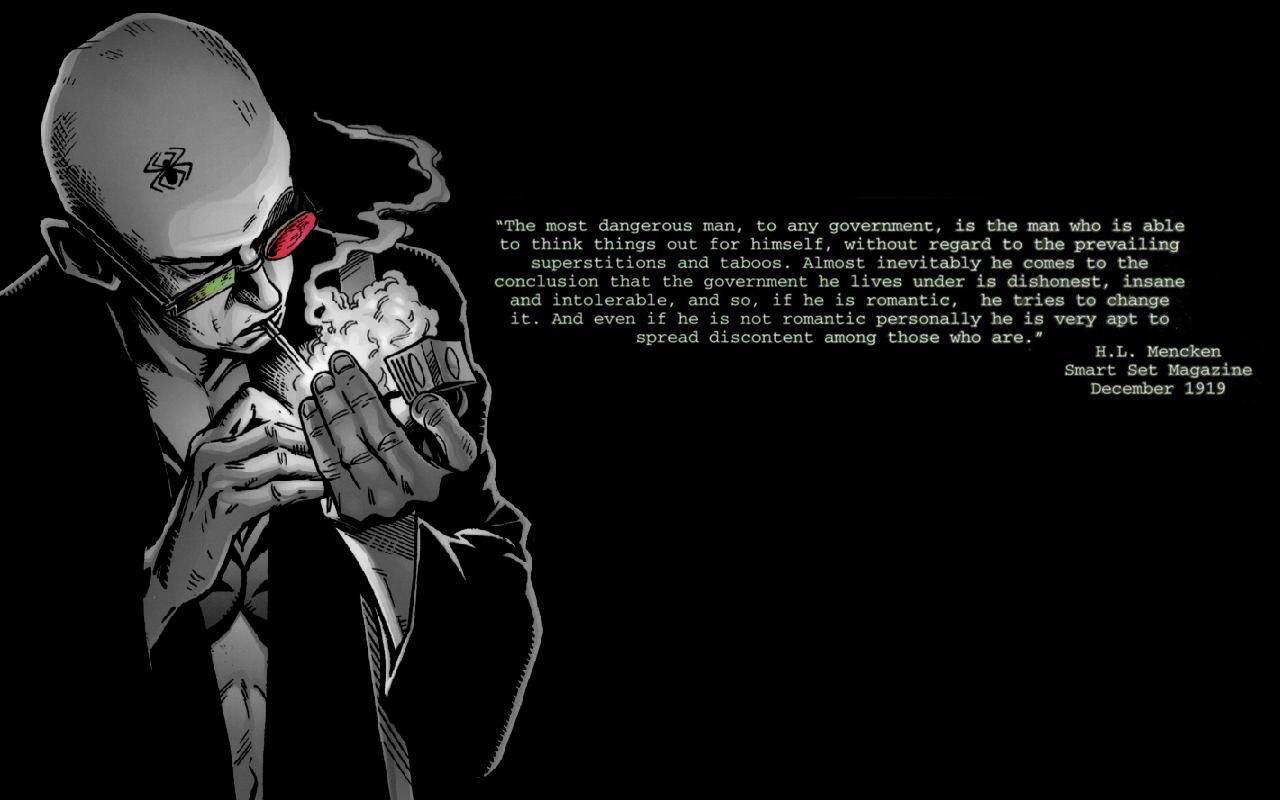 “The most dangerous man, to any government, is the man who is able
to think things out for himself, without regard to the prevailing
superstitions and taboos. Almost inevitably he comes to the
conclusion that the government he lives under is dishonest, insane
and intolerable, and so, if he is romantic,  he tries to change
it. And even if he is not romantic personally he is very apt to
spread discontent among those who are.”
H.L. Mencken
Smart Set Magazine
December 1919